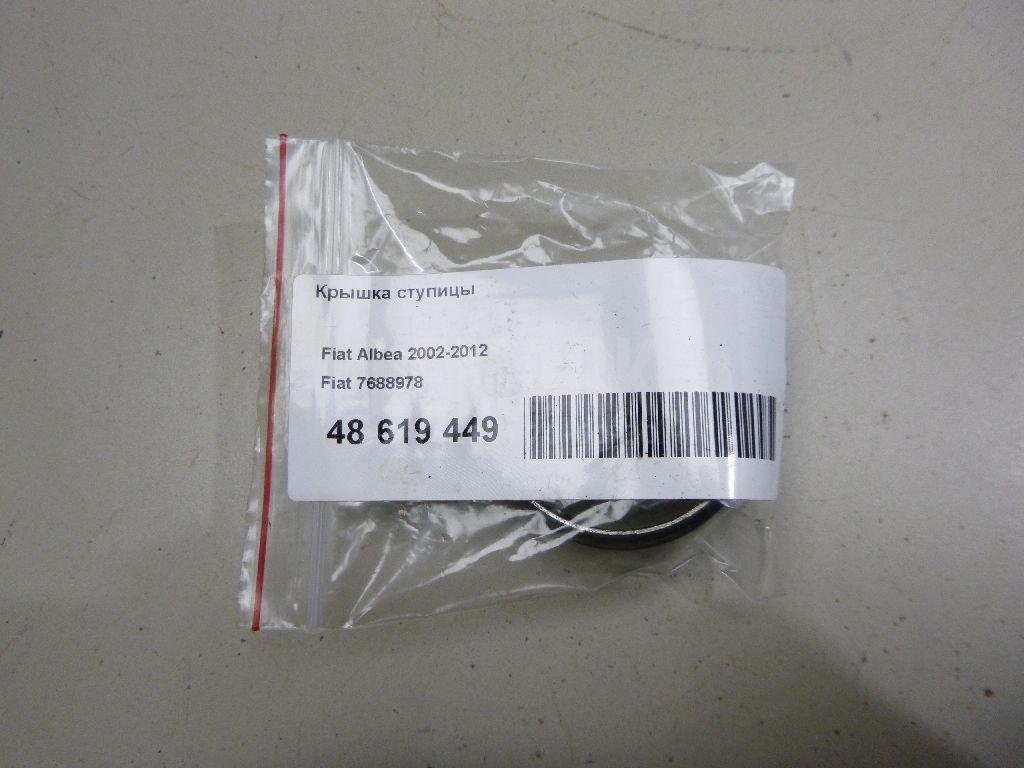 Крышка ступицы
Fiat Albea 2002-2012
Fiat 7688978
48 619 449